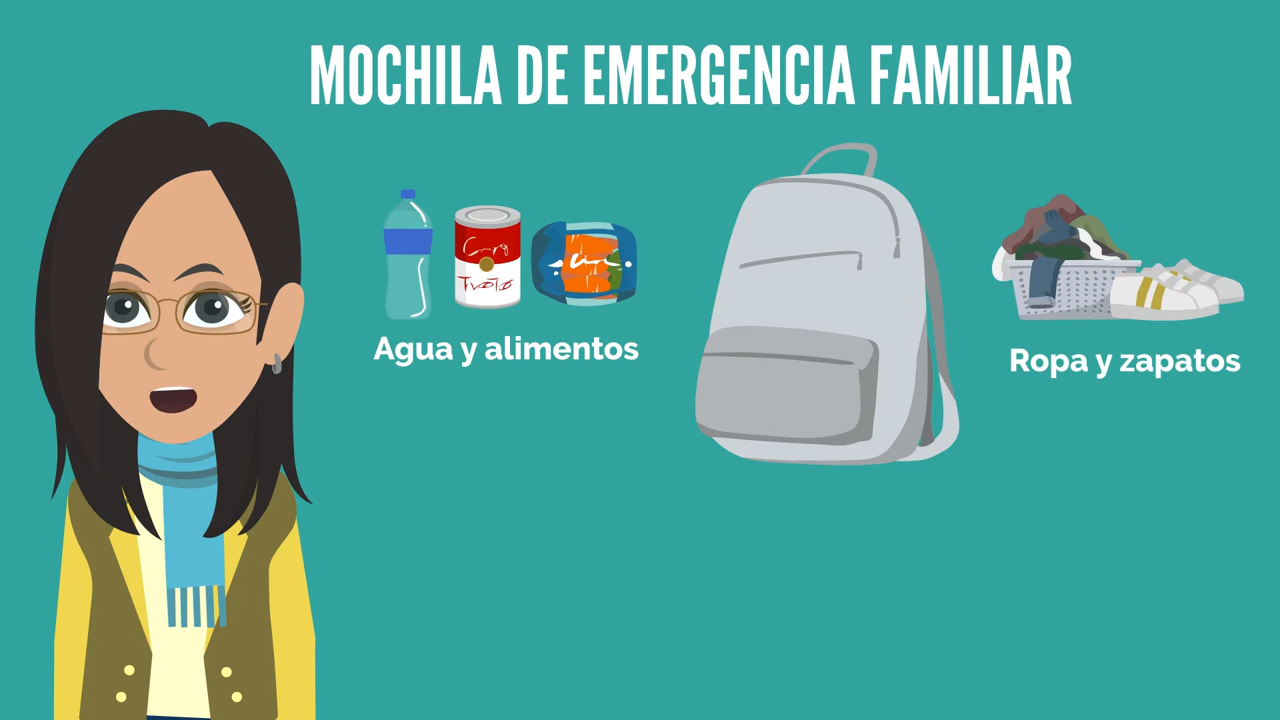 MOCHILA DE EMERGENCIA FAMILIAR
Agua y alimentos
Ropa y zapatos